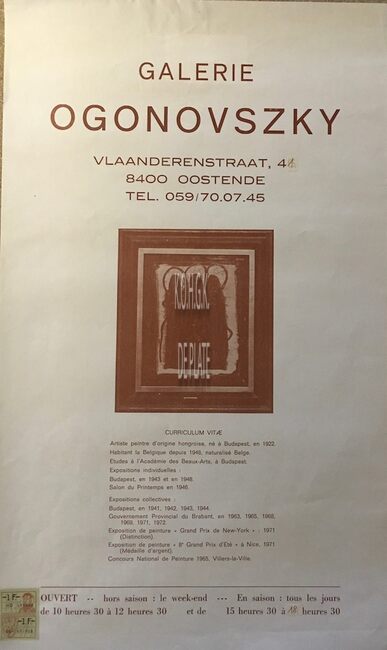 GALERIE
OGONOVSZKY
VLAANDERENSTRAAT, 44
8400 OOSTENDE
TEL. 059/70.07.45
K.O.H.G.K.
DE PLATE
CURRICULUM VITÆ
Artiste peintre d'origine hongroise, né à Budapest, en 1922.
Habitant la Belgique depuis 1948, naturalisé Belge.
Etudes à l'Académie des Beaux-Arts, à Budapest.
Expositions individuelles :
Budapest, en 1943 et en 1948.
Salon du Printemps en 1946.
Expositions collectives :
Budapest, en 1941, 1942, 1943, 1944.
Gouvernement Provincial du Brabant, en 1963, 1965, 1968,
1969, 1971, 1972.
Exposition de peinture « Grand Prix de New-York » : 1971
(Distinction).
Exposition de peinture « 8e Grand Prix d'Eté » à Nice, 1971
(Médaille d'argent).
Concours National de Peinture 1965, Villers-la-Ville.
-1F-
-1F-
OUVERT -- hors saison : le week-end --- En saison : tous les jours
de 10 heures 30 à 12 heures 30 et de 15 heures 30 à 18 heures 30